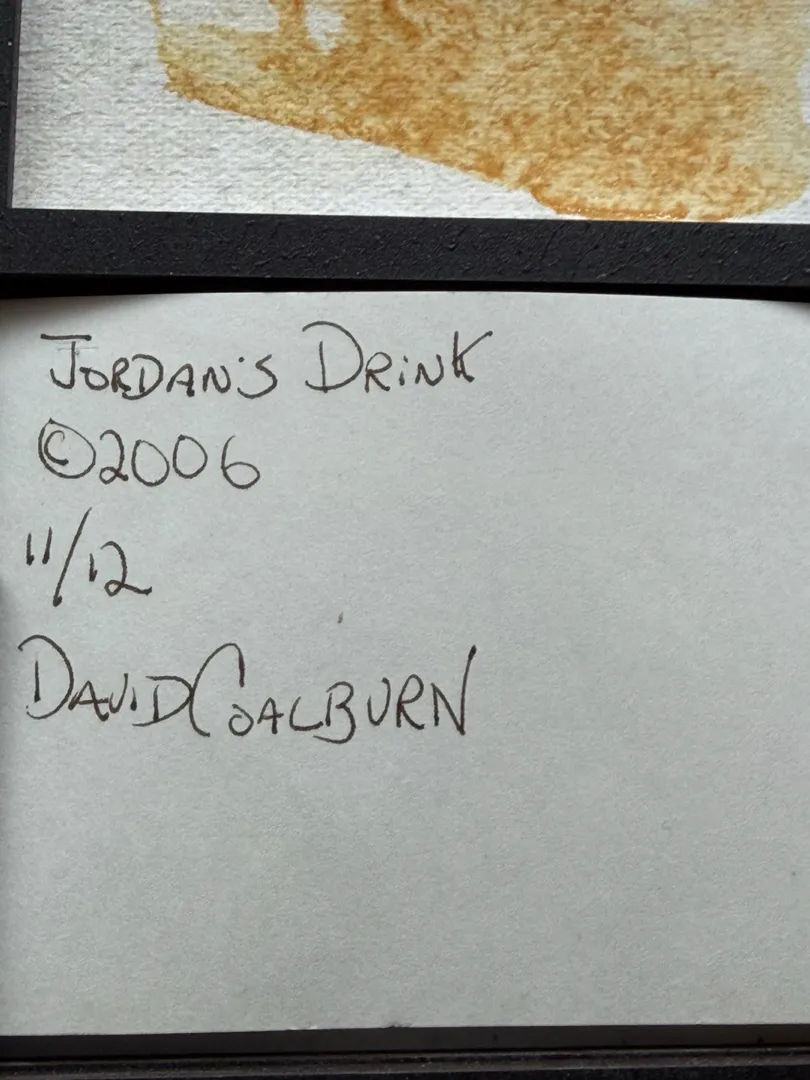 JORDAN'S DRINK
©2006
11/12
DAVID COALBURN